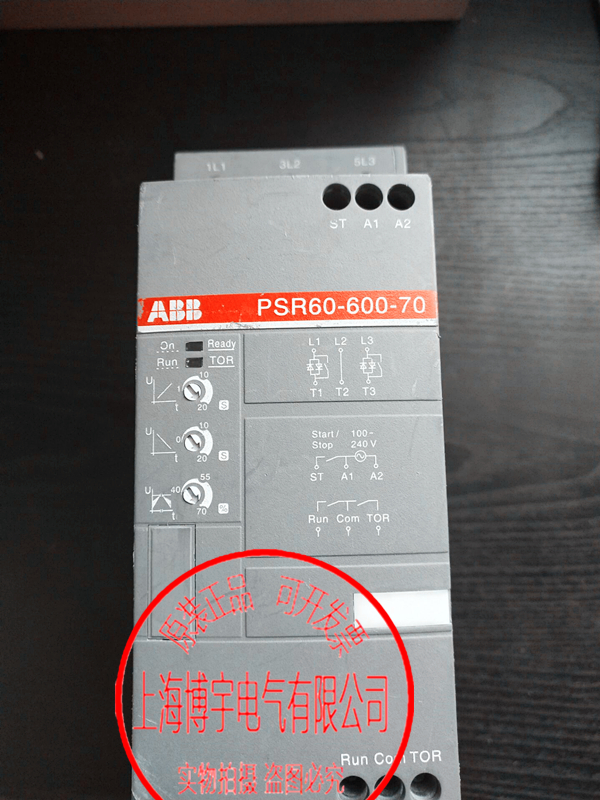 1L1 3L2 5L3
ST A1 A2
ABB PSR60-600-70
On Ready
Run TOR
U 1 10
t 20 S
U 0 10
t 20 S
U 40 55
t 70 %
L1 L2 L3
T1 T2 T3
Start/ 100~
Stop 240V
ST A1 A2
Run Com TOR
原装正品 可开发票
上海博宇电气有限公司
Run Com TOR
实物拍摄 盗图必究